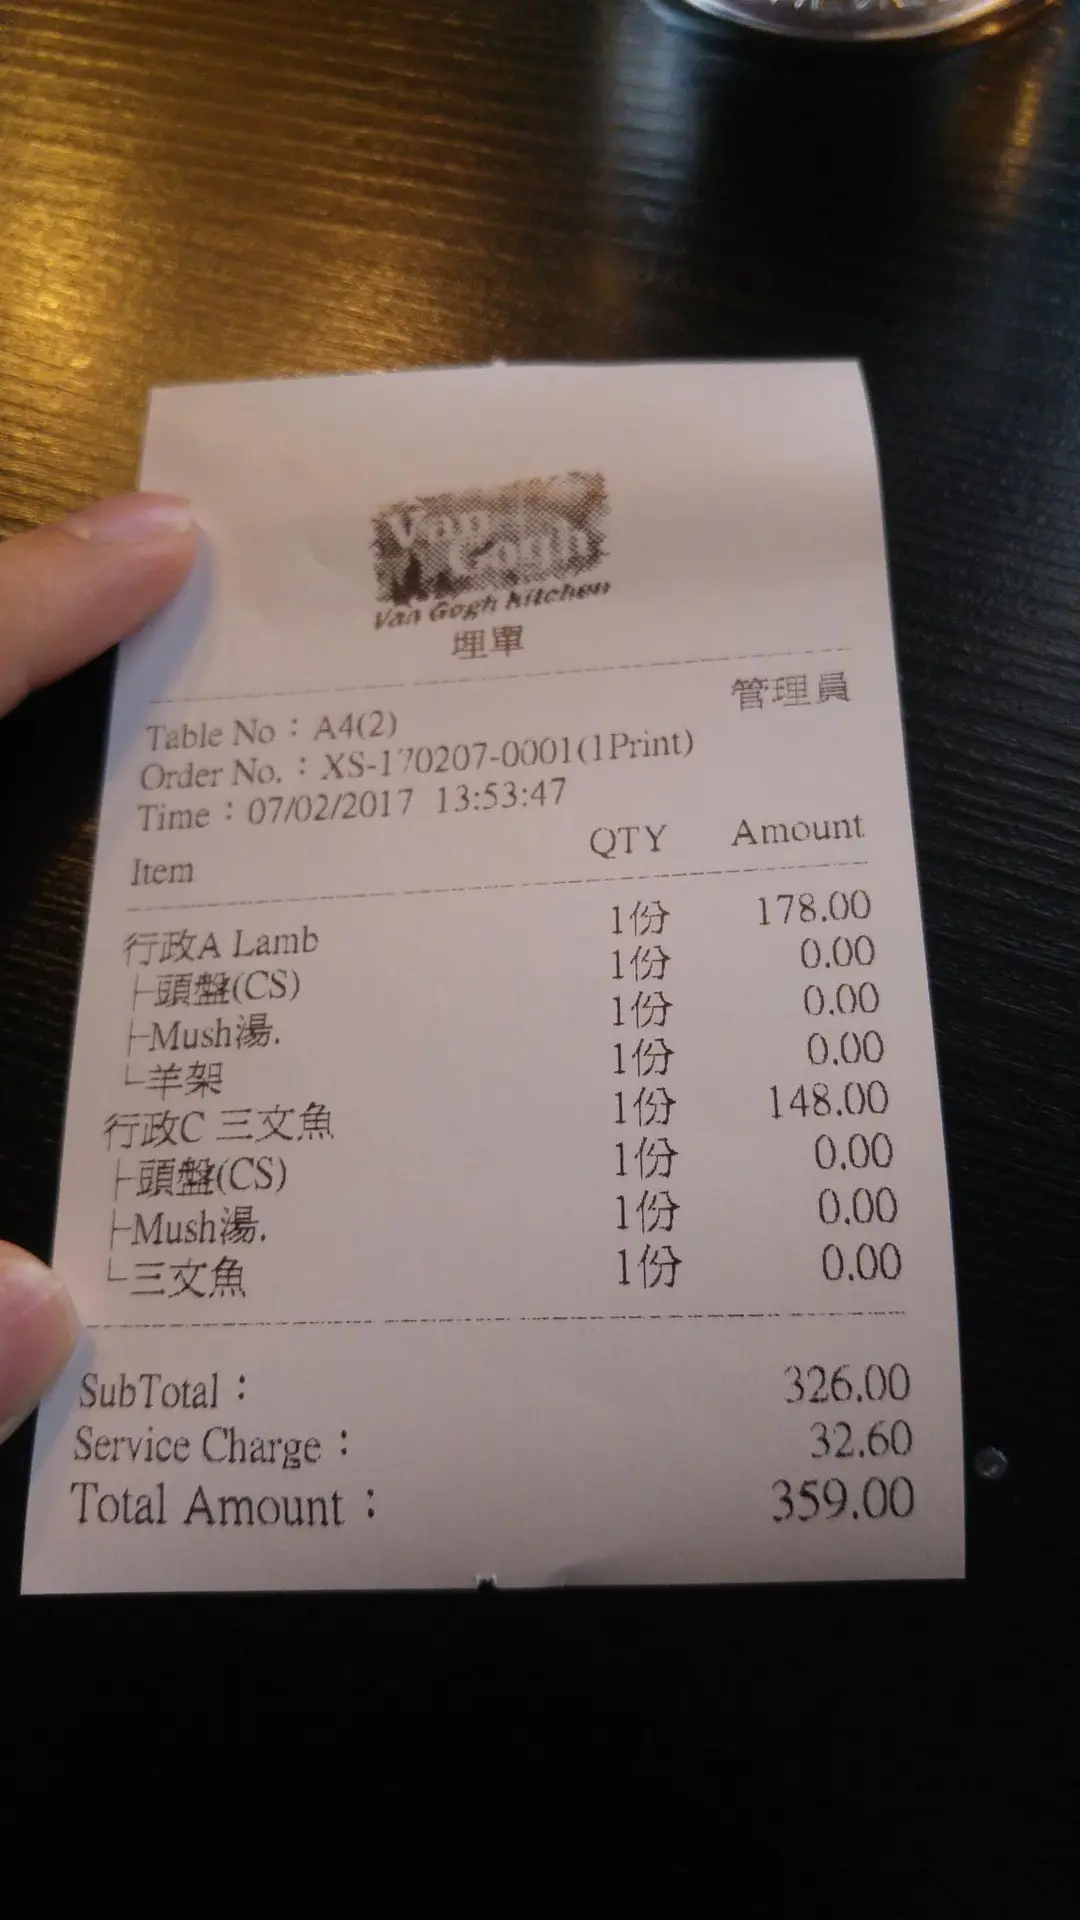 Van
Gogh
Van Gogh Kitchen
埋單
管理員
Table No：A4(2)
Order No.：XS-170207-0001(1Print)
Time：07/02/2017 13:53:47
Item QTY Amount
行政A Lamb 1份 178.00
├頭盤(CS) 1份 0.00
├Mush湯. 1份 0.00
└羊架 1份 0.00
行政C 三文魚 1份 148.00
├頭盤(CS) 1份 0.00
├Mush湯. 1份 0.00
└三文魚 1份 0.00
SubTotal： 326.00
Service Charge： 32.60
Total Amount： 359.00